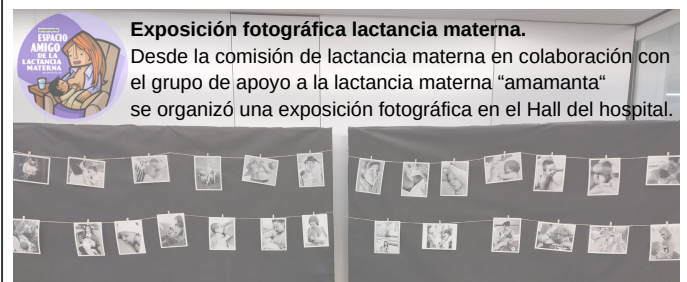 amamanta
ESPACIO
AMIGO
DE LA
LACTANCIA
MATERNA
Exposición fotográfica lactancia materna.
Desde la comisión de lactancia materna en colaboración con
el grupo de apoyo a la lactancia materna “amamanta“
se organizó una exposición fotográfica en el Hall del hospital.